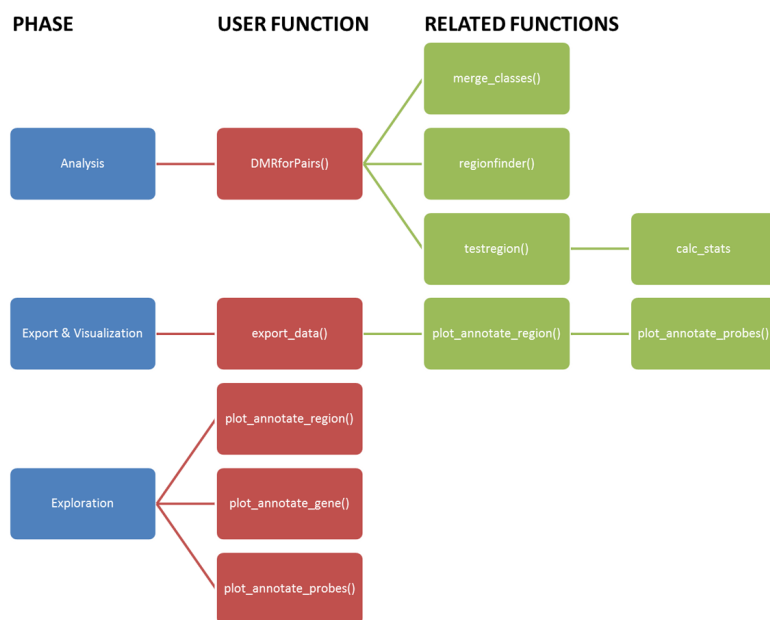 PHASE USER FUNCTION RELATED FUNCTIONS
merge_classes()
Analysis DMRforPairs() regionfinder()
testregion() calc_stats
Export & Visualization export_data() plot_annotate_region() plot_annotate_probes()
plot_annotate_region()
Exploration plot_annotate_gene()
plot_annotate_probes()